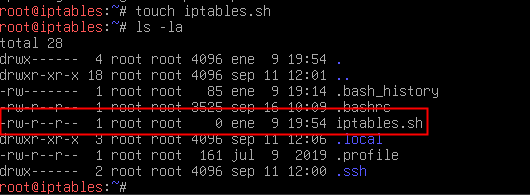 root@iptables:~# touch iptables.sh
root@iptables:~# ls -la
total 28
drwx------ 4 root root 4096 ene 9 19:54 .
drwxr-xr-x 18 root root 4096 sep 11 12:01 ..
-rw------- 1 root root 85 ene 9 19:14 .bash_history
-rw------- 1 root root 3525 sep 16 10:09 .bashrc
-rw-r--r-- 1 root root 0 ene 9 19:54 iptables.sh
drwxr-xr-x 3 root root 4096 sep 11 12:06 .local
-rw-r--r-- 1 root root 161 jul 9 2019 .profile
drwx------ 2 root root 4096 sep 11 12:00 .ssh
root@iptables:~#